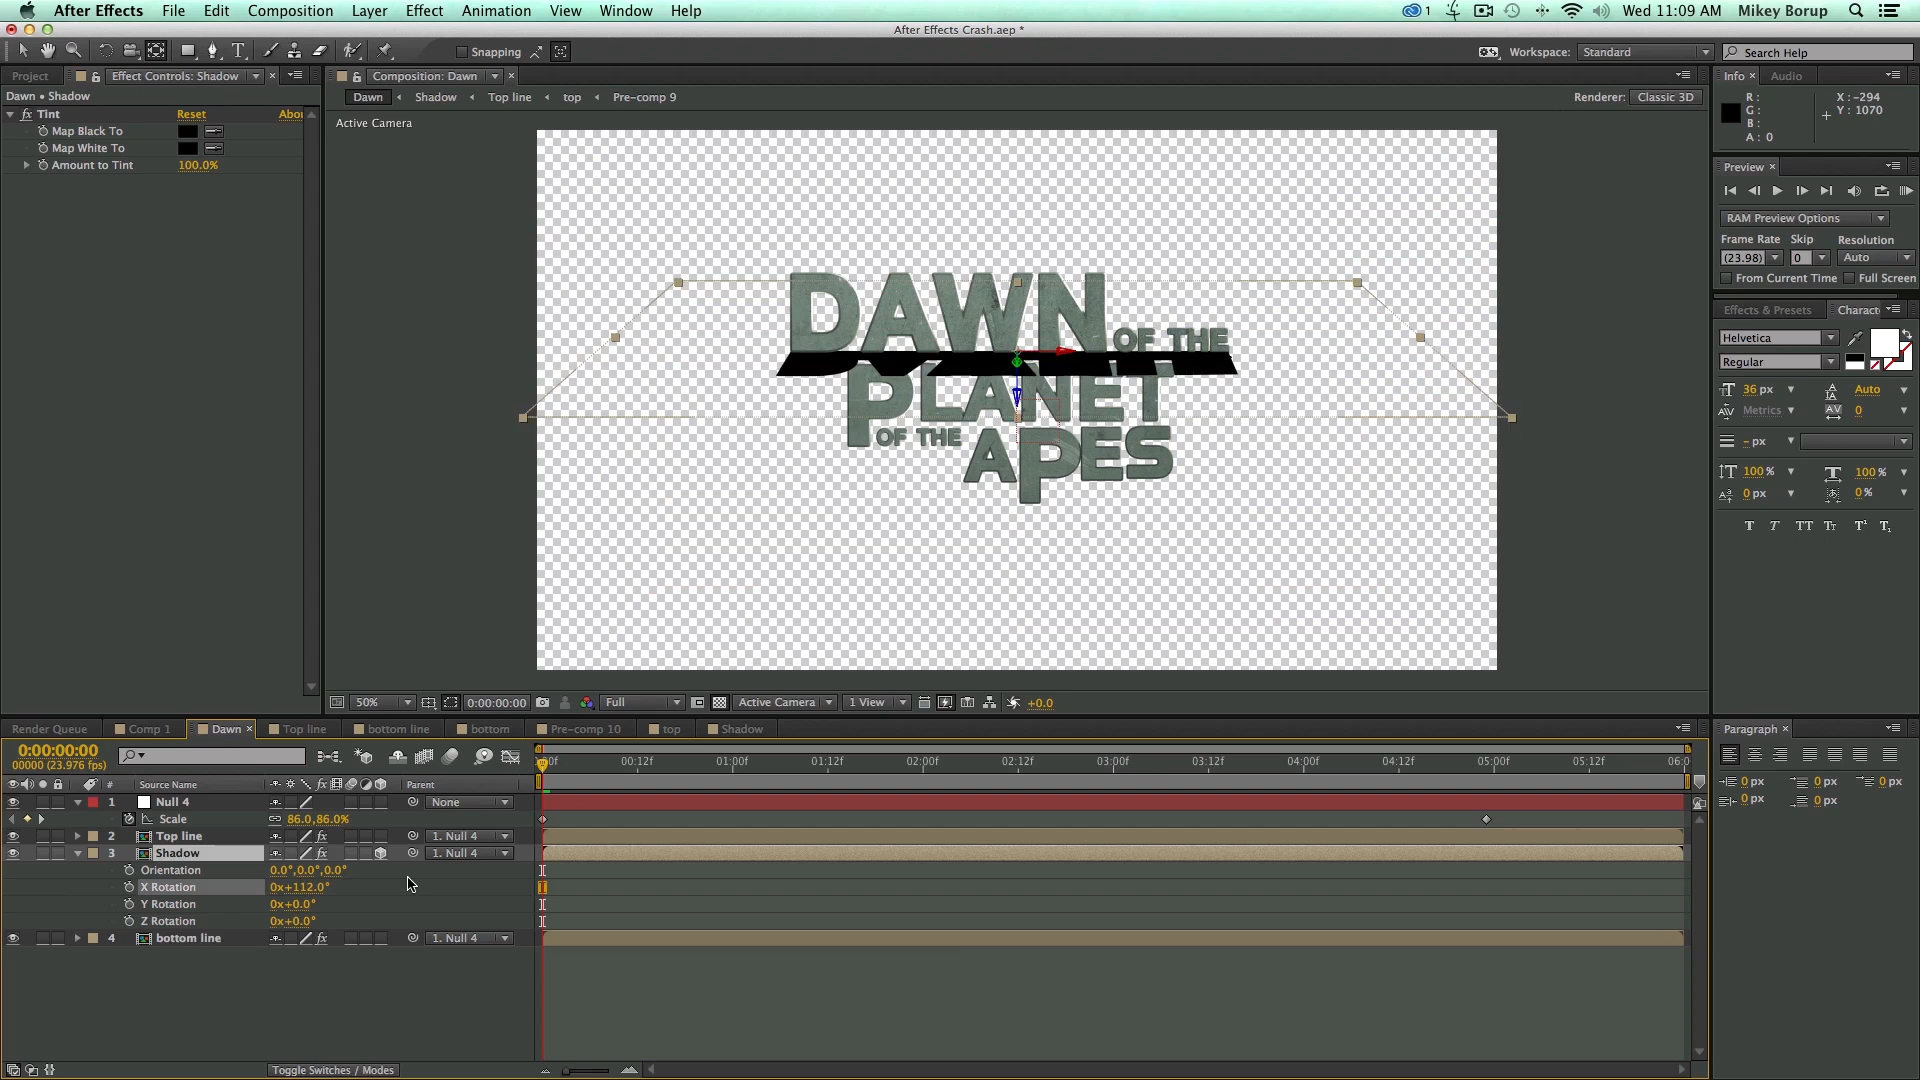 After Effects File Edit Composition Layer Effect Animation View Window Help
1 Wed 11:09 AM Mikey Borup
After Effects Crash.aep *
Snapping
Workspace: Standard
Search Help
Project
Effect Controls: Shadow
Composition: Dawn
Info
Audio
Dawn • Shadow
Dawn
Shadow
Top line
top
Pre-comp 9
Renderer: Classic 3D
fx Tint Reset Abou
Map Black To
Map White To
Amount to Tint 100.0%
Active Camera
R :
G :
B :
A : 0
X : -294
Y : 1070
DAWN OF THE
PLANET
OF THE APES
Preview
RAM Preview Options
Frame Rate Skip Resolution
(23.98) 0 Auto
From Current Time Full Screen
Effects & Presets
Charact
Helvetica
Regular
36 px Auto
Metrics 0
- px
100 % 100 %
0 px 0 %
T T TT Tt T¹ T₁
50% 0:00:00:00 Full Active Camera 1 View +0.0
Render Queue
Comp 1
Dawn
Top line
bottom line
bottom
Pre-comp 10
top
Shadow
Paragraph
0:00:00:00
00000 (23.976 fps)
:00f 00:12f 01:00f 01:12f 02:00f 02:12f 03:00f 03:12f 04:00f 04:12f 05:00f 05:12f 06:0
# Source Name fx Parent
1 Null 4 None
Scale 86.0,86.0%
2 Top line fx 1. Null 4
3 Shadow fx 1. Null 4
Orientation 0.0°,0.0°,0.0°
X Rotation 0x+112.0°
Y Rotation 0x+0.0°
Z Rotation 0x+0.0°
4 bottom line fx 1. Null 4
0 px 0 px 0 px
0 px 0 px
Toggle Switches / Modes